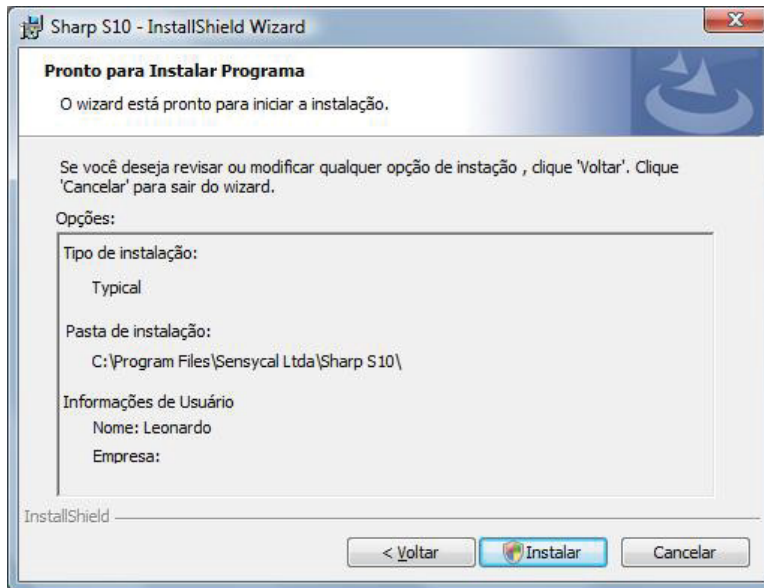 Sharp S10 - InstallShield Wizard
Pronto para Instalar Programa
O wizard está pronto para iniciar a instalação.
Se você deseja revisar ou modificar qualquer opção de instação , clique 'Voltar'. Clique
'Cancelar' para sair do wizard.
Opções:
Tipo de instalação:
Typical
Pasta de instalação:
C:\Program Files\Sensycal Ltda\Sharp S10\
Informações de Usuário
Nome: Leonardo
Empresa:
InstallShield
< Voltar Instalar Cancelar